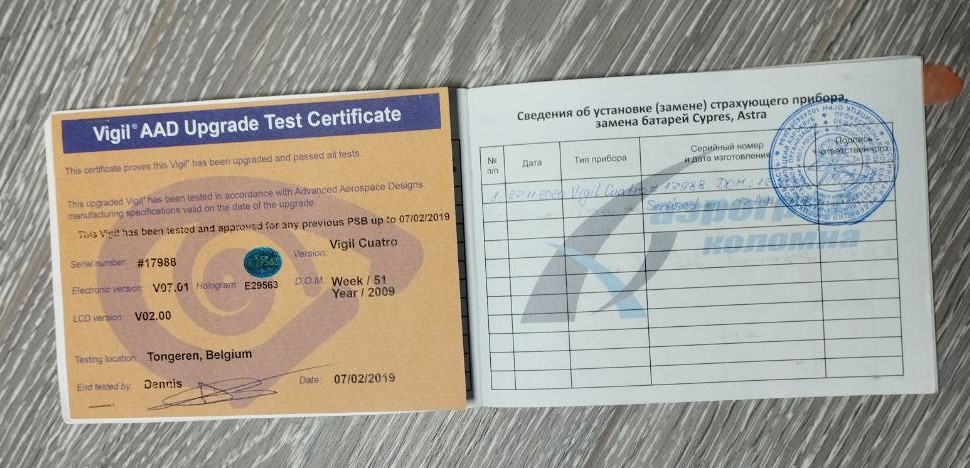 Vigil® AAD Upgrade Test Certificate
This certificate proves this Vigil® has been upgraded and passed all tests.
This upgraded Vigil® has been tested in accordance with Advanced Aerospace Designs
manufacturing specifications valid on the date of the upgrade.
This Vigil has been tested and approved for any previous PSB up to 07/02/2019
Serial number: #17988
Version: Vigil Cuatro
Electronic version: V07.01 Hologram: E29563 D.O.M.: Week / 51
Year / 2009
LCD version: V02.00
Testing location: Tongeren, Belgium
End tested by: Dennis Date: 07/02/2019
Сведения об установке (замене) страхующего прибора,
замена батарей Cypres, Astra
№
п/п
Дата
Тип прибора
Серийный номер
и дата изготовления
Подпись
ответственного
1 Vigil Cuatro # 17988 DOM:
аэроград
коломна